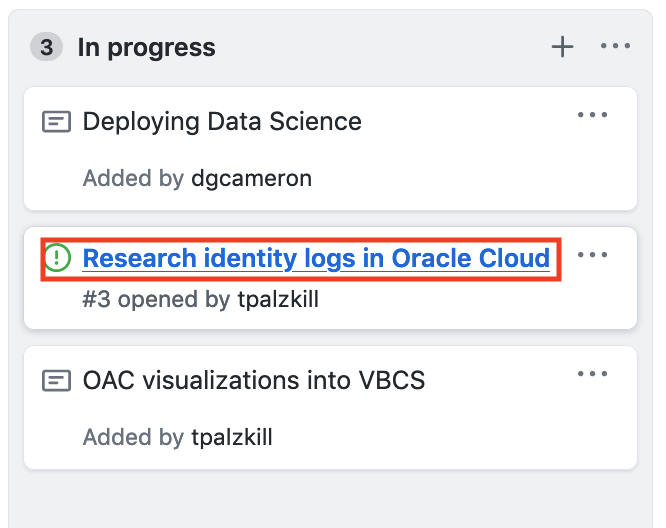 3 In progress
Deploying Data Science
Added by dgcameron
Research identity logs in Oracle Cloud
#3 opened by tpalzkill
OAC visualizations into VBCS
Added by tpalzkill